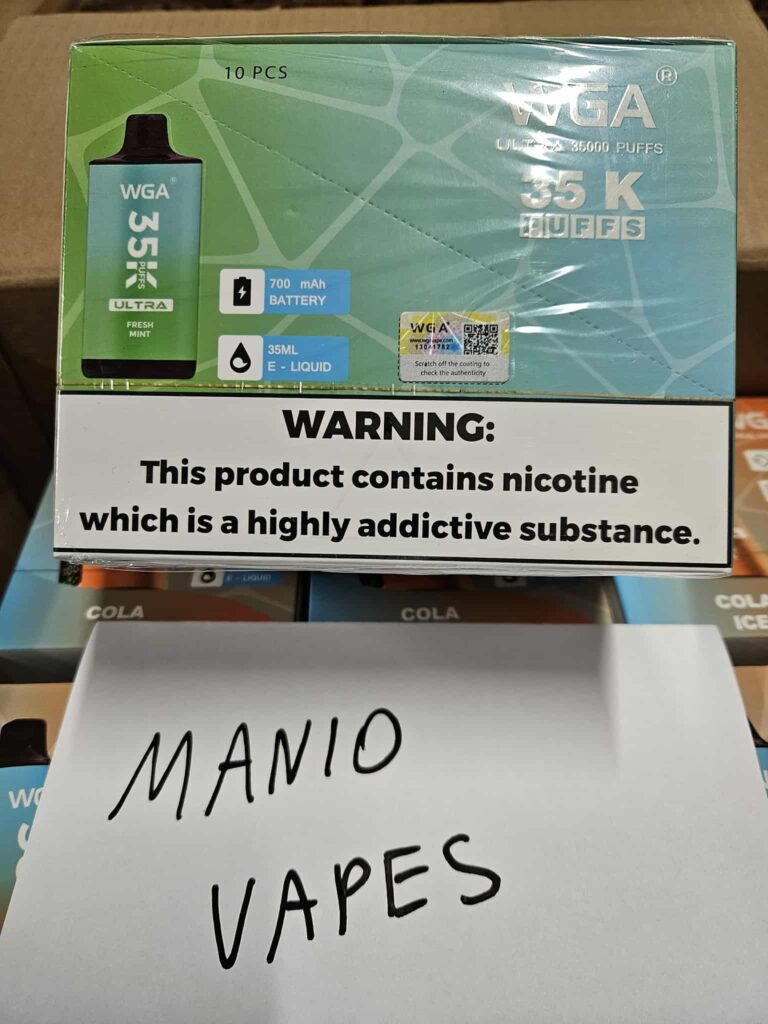 10 PCS
WGA®
ULTRA 35000 PUFFS
35 K
PUFFS
WGA®
35K
PUFFS
ULTRA
FRESH
MINT
700 mAh
BATTERY
35ML
E - LIQUID
WGA
Scratch off the coating to
check the authenticity
WARNING:
This product contains nicotine
which is a highly addictive substance.
E - LIQUID
COLA
COLA
COLA
ICE
MANIO
VAPES